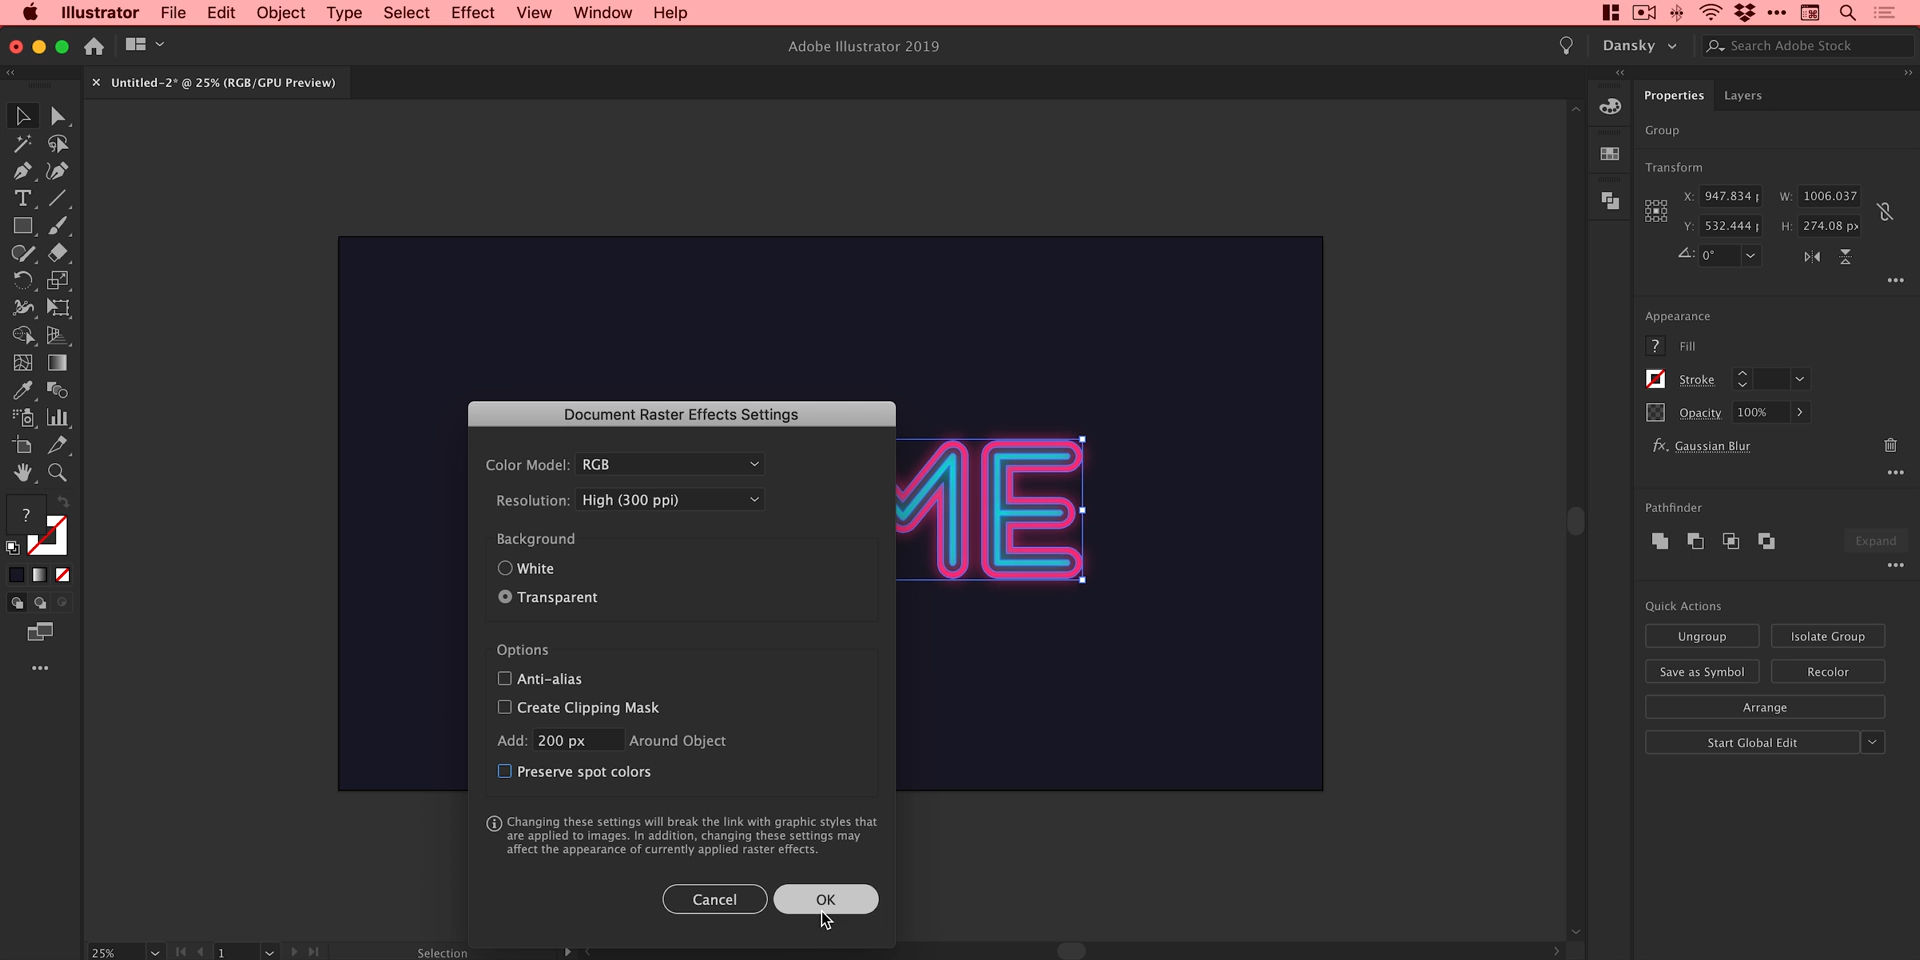 Illustrator File Edit Object Type Select Effect View Window Help
Adobe Illustrator 2019
Dansky
Search Adobe Stock
× Untitled-2* @ 25% (RGB/GPU Preview)
Properties Layers
Group
Transform
X: 947.834 W: 1006.037
Y: 532.444 H: 274.08 px
0°
Appearance
? Fill
Stroke
Opacity 100%
fx Gaussian Blur
Pathfinder
Expand
Quick Actions
Ungroup Isolate Group
Save as Symbol Recolor
Arrange
Start Global Edit
T
?
ME
Document Raster Effects Settings
Color Model: RGB
Resolution: High (300 ppi)
Background
White
Transparent
Options
Anti-alias
Create Clipping Mask
Add: 200 px Around Object
Preserve spot colors
Changing these settings will break the link with graphic styles that
are applied to images. In addition, changing these settings may
affect the appearance of currently applied raster effects.
Cancel OK
25% 1 Selection